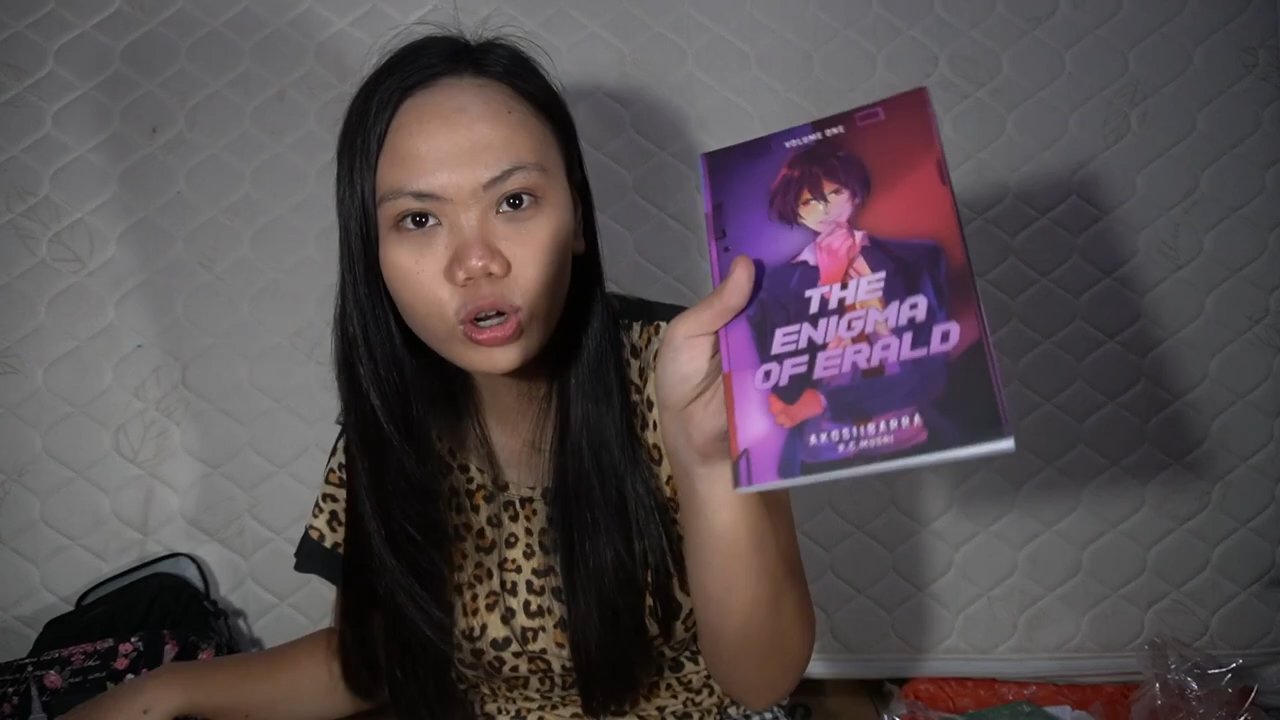 VOLUME ONE
THE
ENIGMA
OF ERALD
AKOSIIBARRA